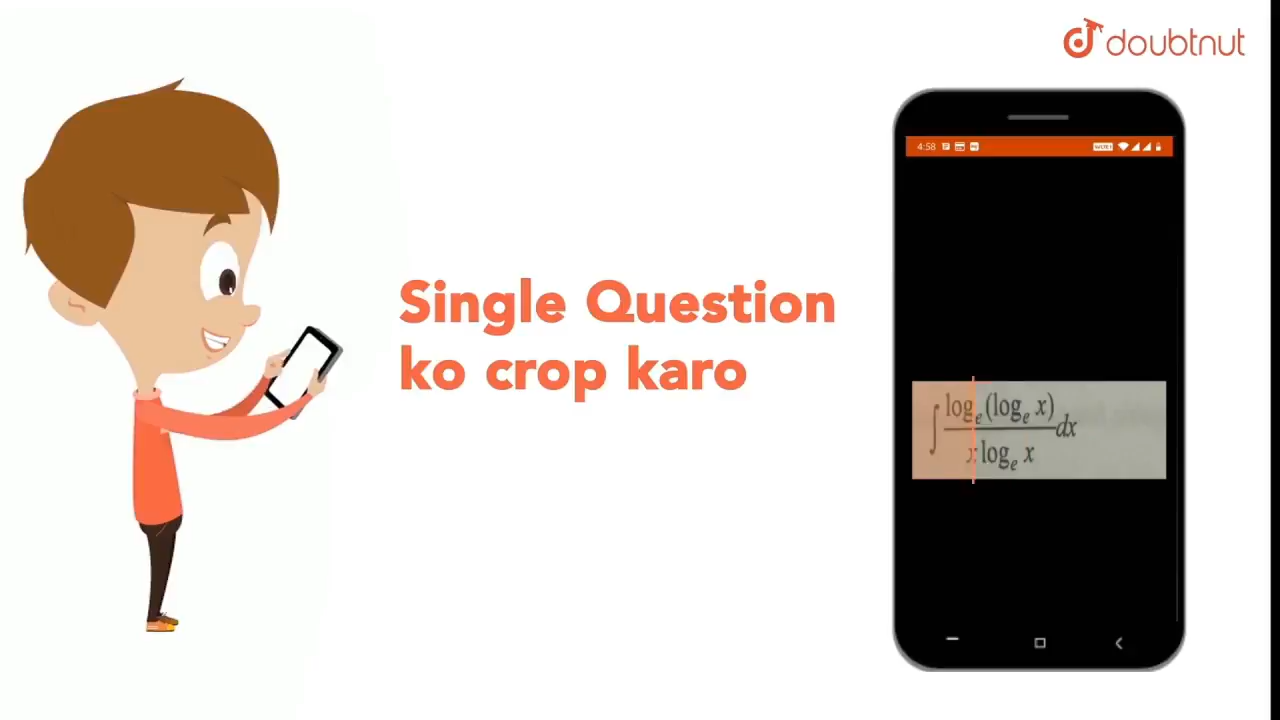 doubtnut
4:58
Single Question
ko crop karo
∫ logₑ(logₑ x) / x logₑ x dx